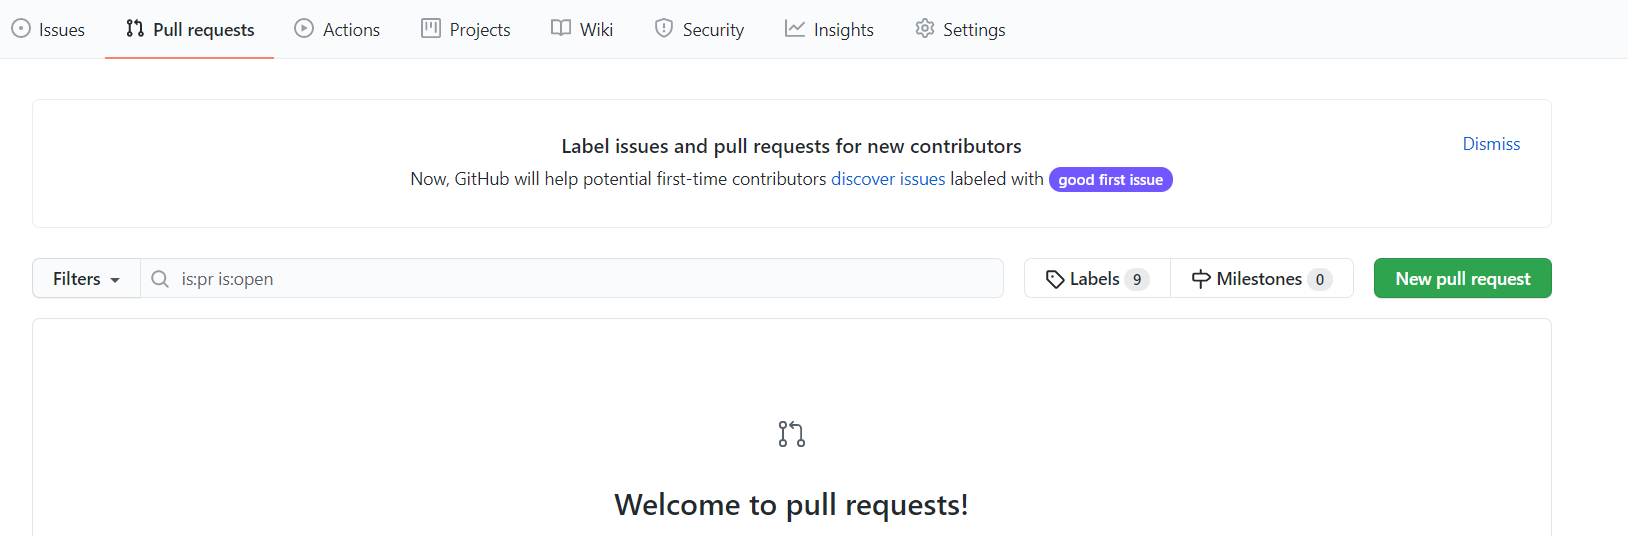 Issues Pull requests Actions Projects Wiki Security Insights Settings
Label issues and pull requests for new contributors
Dismiss
Now, GitHub will help potential first-time contributors discover issues labeled with good first issue
Filters is:pr is:open Labels 9 Milestones 0 New pull request
Welcome to pull requests!